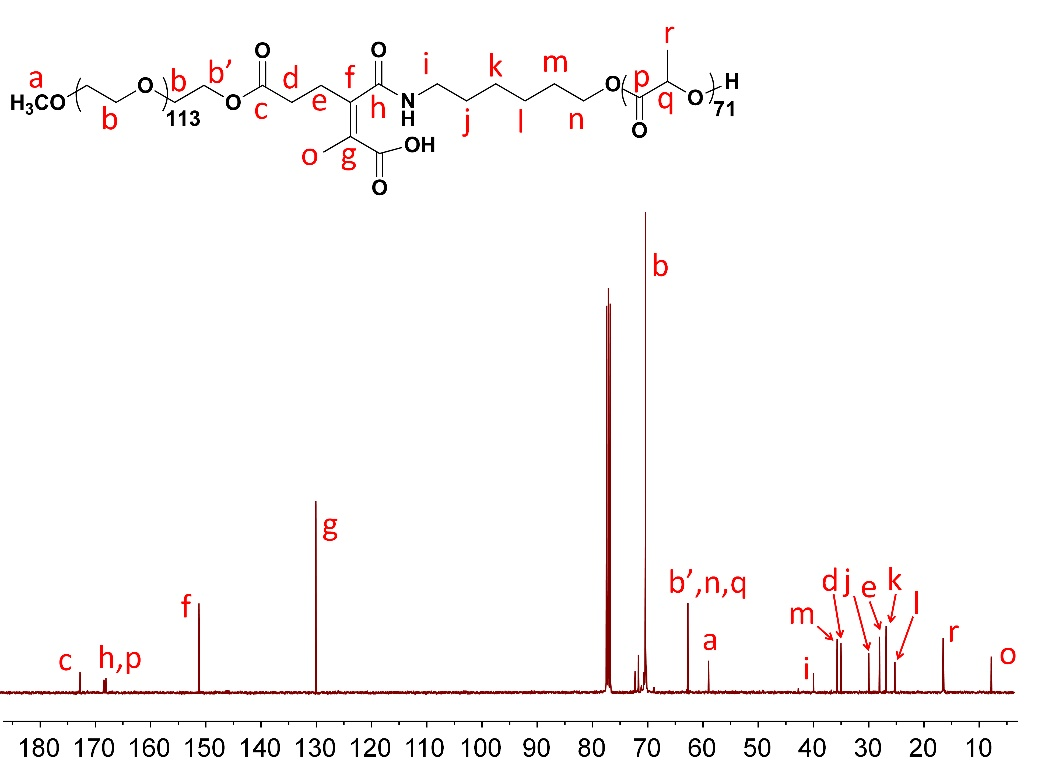 a b b b' c d e f h i j k l m n p q r
H3CO O 113 O O O N H O O O O 71 H
o g OH O
b
b',n,q
g
d j e k l
f
m
a
r
c h,p
i
o
180 170 160 150 140 130 120 110 100 90 80 70 60 50 40 30 20 10